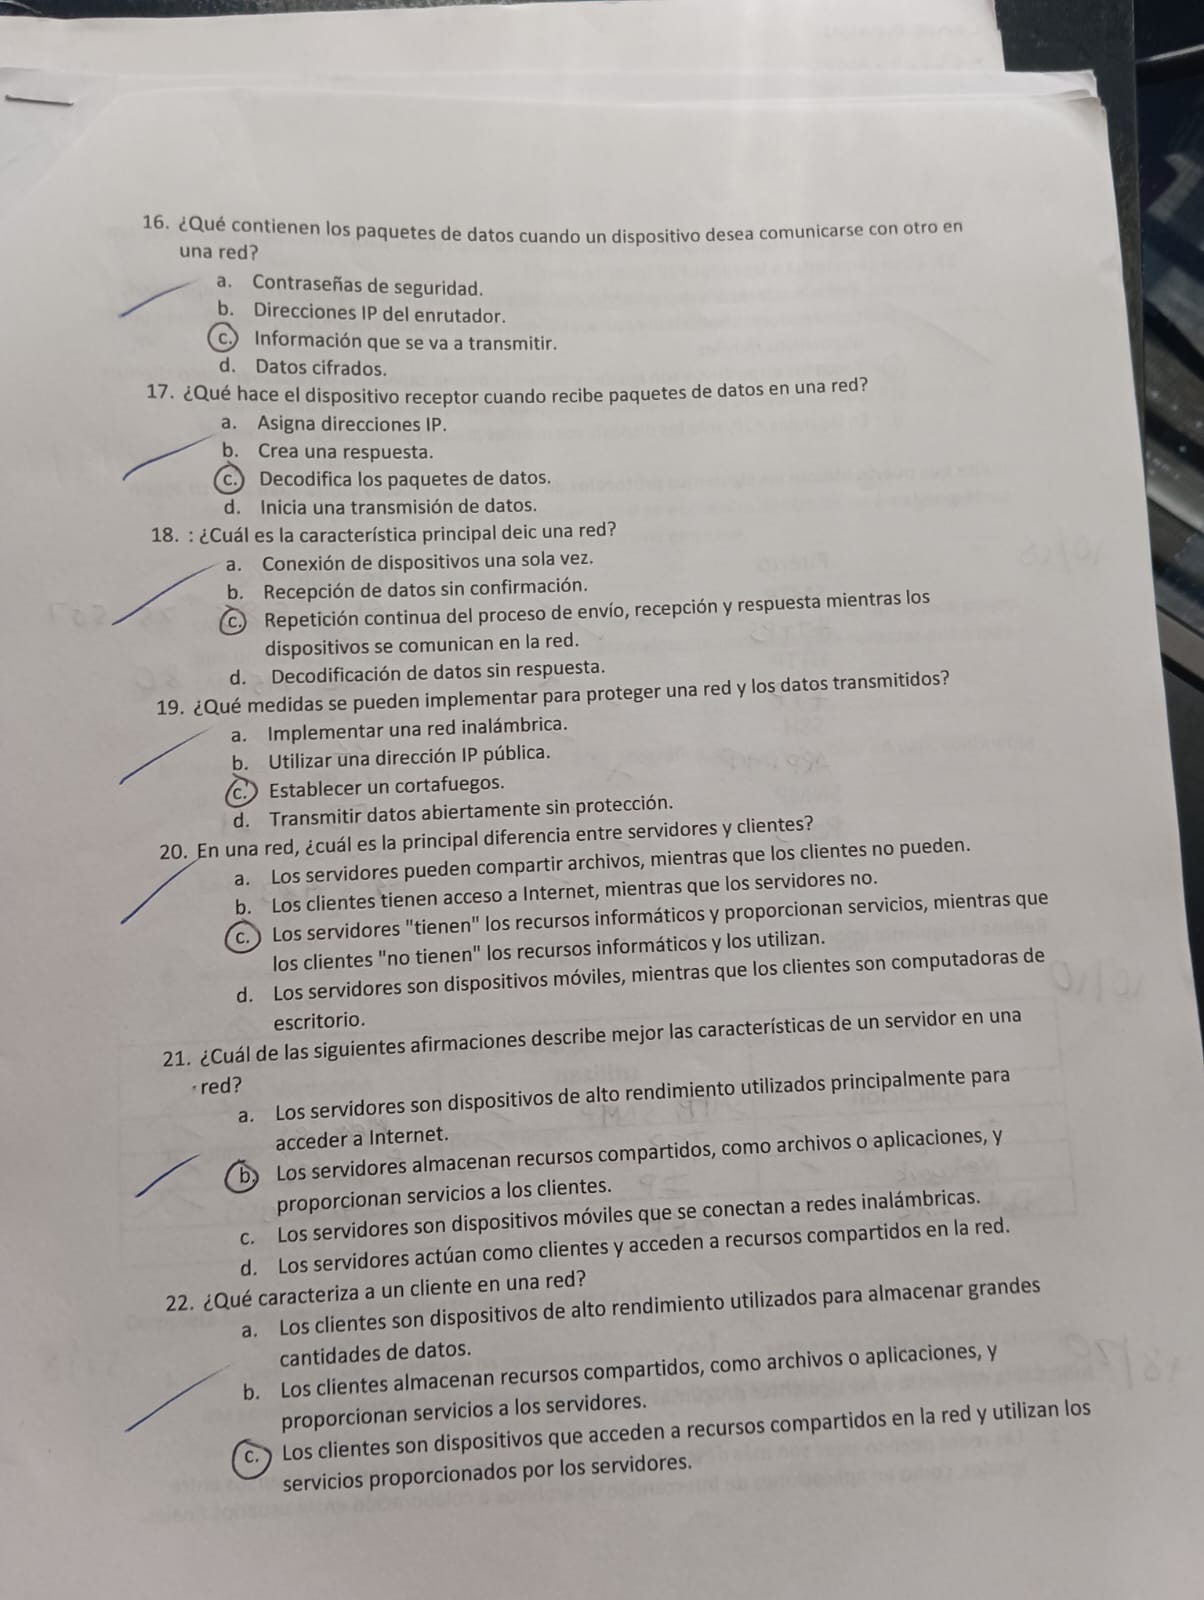 16. ¿Qué contienen los paquetes de datos cuando un dispositivo desea comunicarse con otro en
una red?
a. Contraseñas de seguridad.
b. Direcciones IP del enrutador.
c. Información que se va a transmitir.
d. Datos cifrados.
17. ¿Qué hace el dispositivo receptor cuando recibe paquetes de datos en una red?
a. Asigna direcciones IP.
b. Crea una respuesta.
c. Decodifica los paquetes de datos.
d. Inicia una transmisión de datos.
18. : ¿Cuál es la característica principal deic una red?
a. Conexión de dispositivos una sola vez.
b. Recepción de datos sin confirmación.
c. Repetición continua del proceso de envío, recepción y respuesta mientras los
dispositivos se comunican en la red.
d. Decodificación de datos sin respuesta.
19. ¿Qué medidas se pueden implementar para proteger una red y los datos transmitidos?
a. Implementar una red inalámbrica.
b. Utilizar una dirección IP pública.
c. Establecer un cortafuegos.
d. Transmitir datos abiertamente sin protección.
20. En una red, ¿cuál es la principal diferencia entre servidores y clientes?
a. Los servidores pueden compartir archivos, mientras que los clientes no pueden.
b. Los clientes tienen acceso a Internet, mientras que los servidores no.
c. Los servidores "tienen" los recursos informáticos y proporcionan servicios, mientras que
los clientes "no tienen" los recursos informáticos y los utilizan.
d. Los servidores son dispositivos móviles, mientras que los clientes son computadoras de
escritorio.
21. ¿Cuál de las siguientes afirmaciones describe mejor las características de un servidor en una
red?
a. Los servidores son dispositivos de alto rendimiento utilizados principalmente para
acceder a Internet.
b. Los servidores almacenan recursos compartidos, como archivos o aplicaciones, y
proporcionan servicios a los clientes.
c. Los servidores son dispositivos móviles que se conectan a redes inalámbricas.
d. Los servidores actúan como clientes y acceden a recursos compartidos en la red.
22. ¿Qué caracteriza a un cliente en una red?
a. Los clientes son dispositivos de alto rendimiento utilizados para almacenar grandes
cantidades de datos.
b. Los clientes almacenan recursos compartidos, como archivos o aplicaciones, y
proporcionan servicios a los servidores.
c. Los clientes son dispositivos que acceden a recursos compartidos en la red y utilizan los
servicios proporcionados por los servidores.